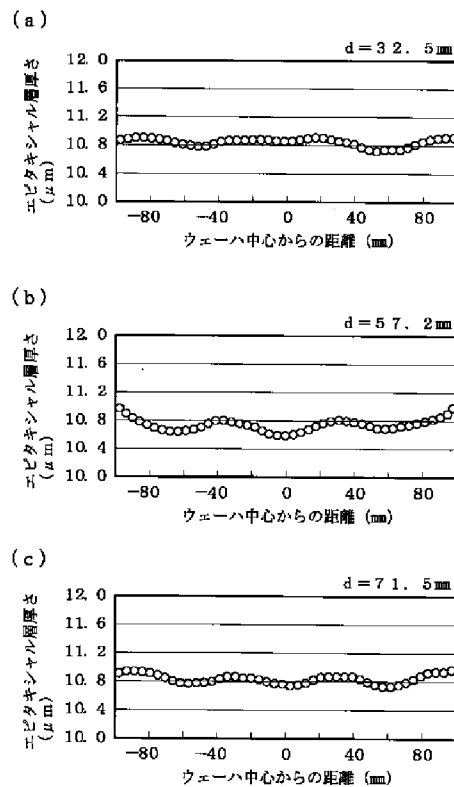 (a)
d=32.5mm
エピタキシャル層厚さ
(μm)
12.0
11.6
11.2
10.8
10.4
10.0
-80 -40 0 40 80
ウェーハ中心からの距離 (mm)
(b)
d=57.2mm
エピタキシャル層厚さ
(μm)
12.0
11.6
11.2
10.8
10.4
10.0
-80 -40 0 40 80
ウェーハ中心からの距離 (mm)
(c)
d=71.5mm
エピタキシャル層厚さ
(μm)
12.0
11.6
11.2
10.8
10.4
10.0
-80 -40 0 40 80
ウェーハ中心からの距離 (mm)